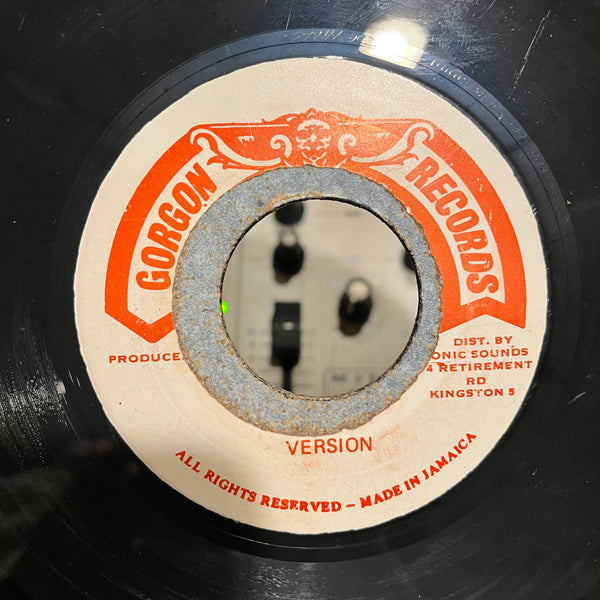 GORGON RECORDS
PRODUCE
DIST. BY
ONIC SOUNDS
4 RETIREMENT
RD
KINGSTON 5
VERSION
ALL RIGHTS RESERVED – MADE IN JAMAICA